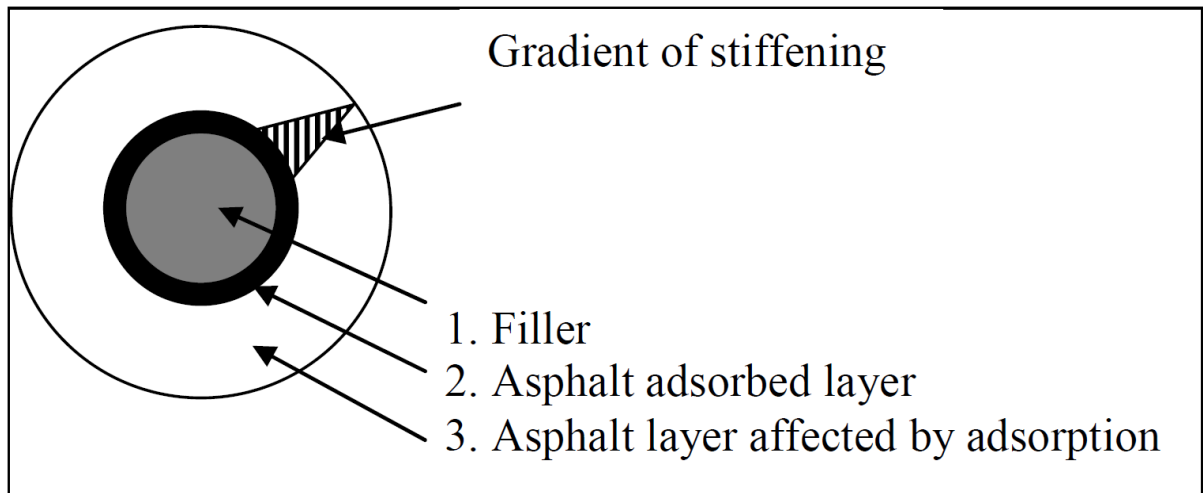 Gradient of stiffening
1. Filler
2. Asphalt adsorbed layer
3. Asphalt layer affected by adsorption